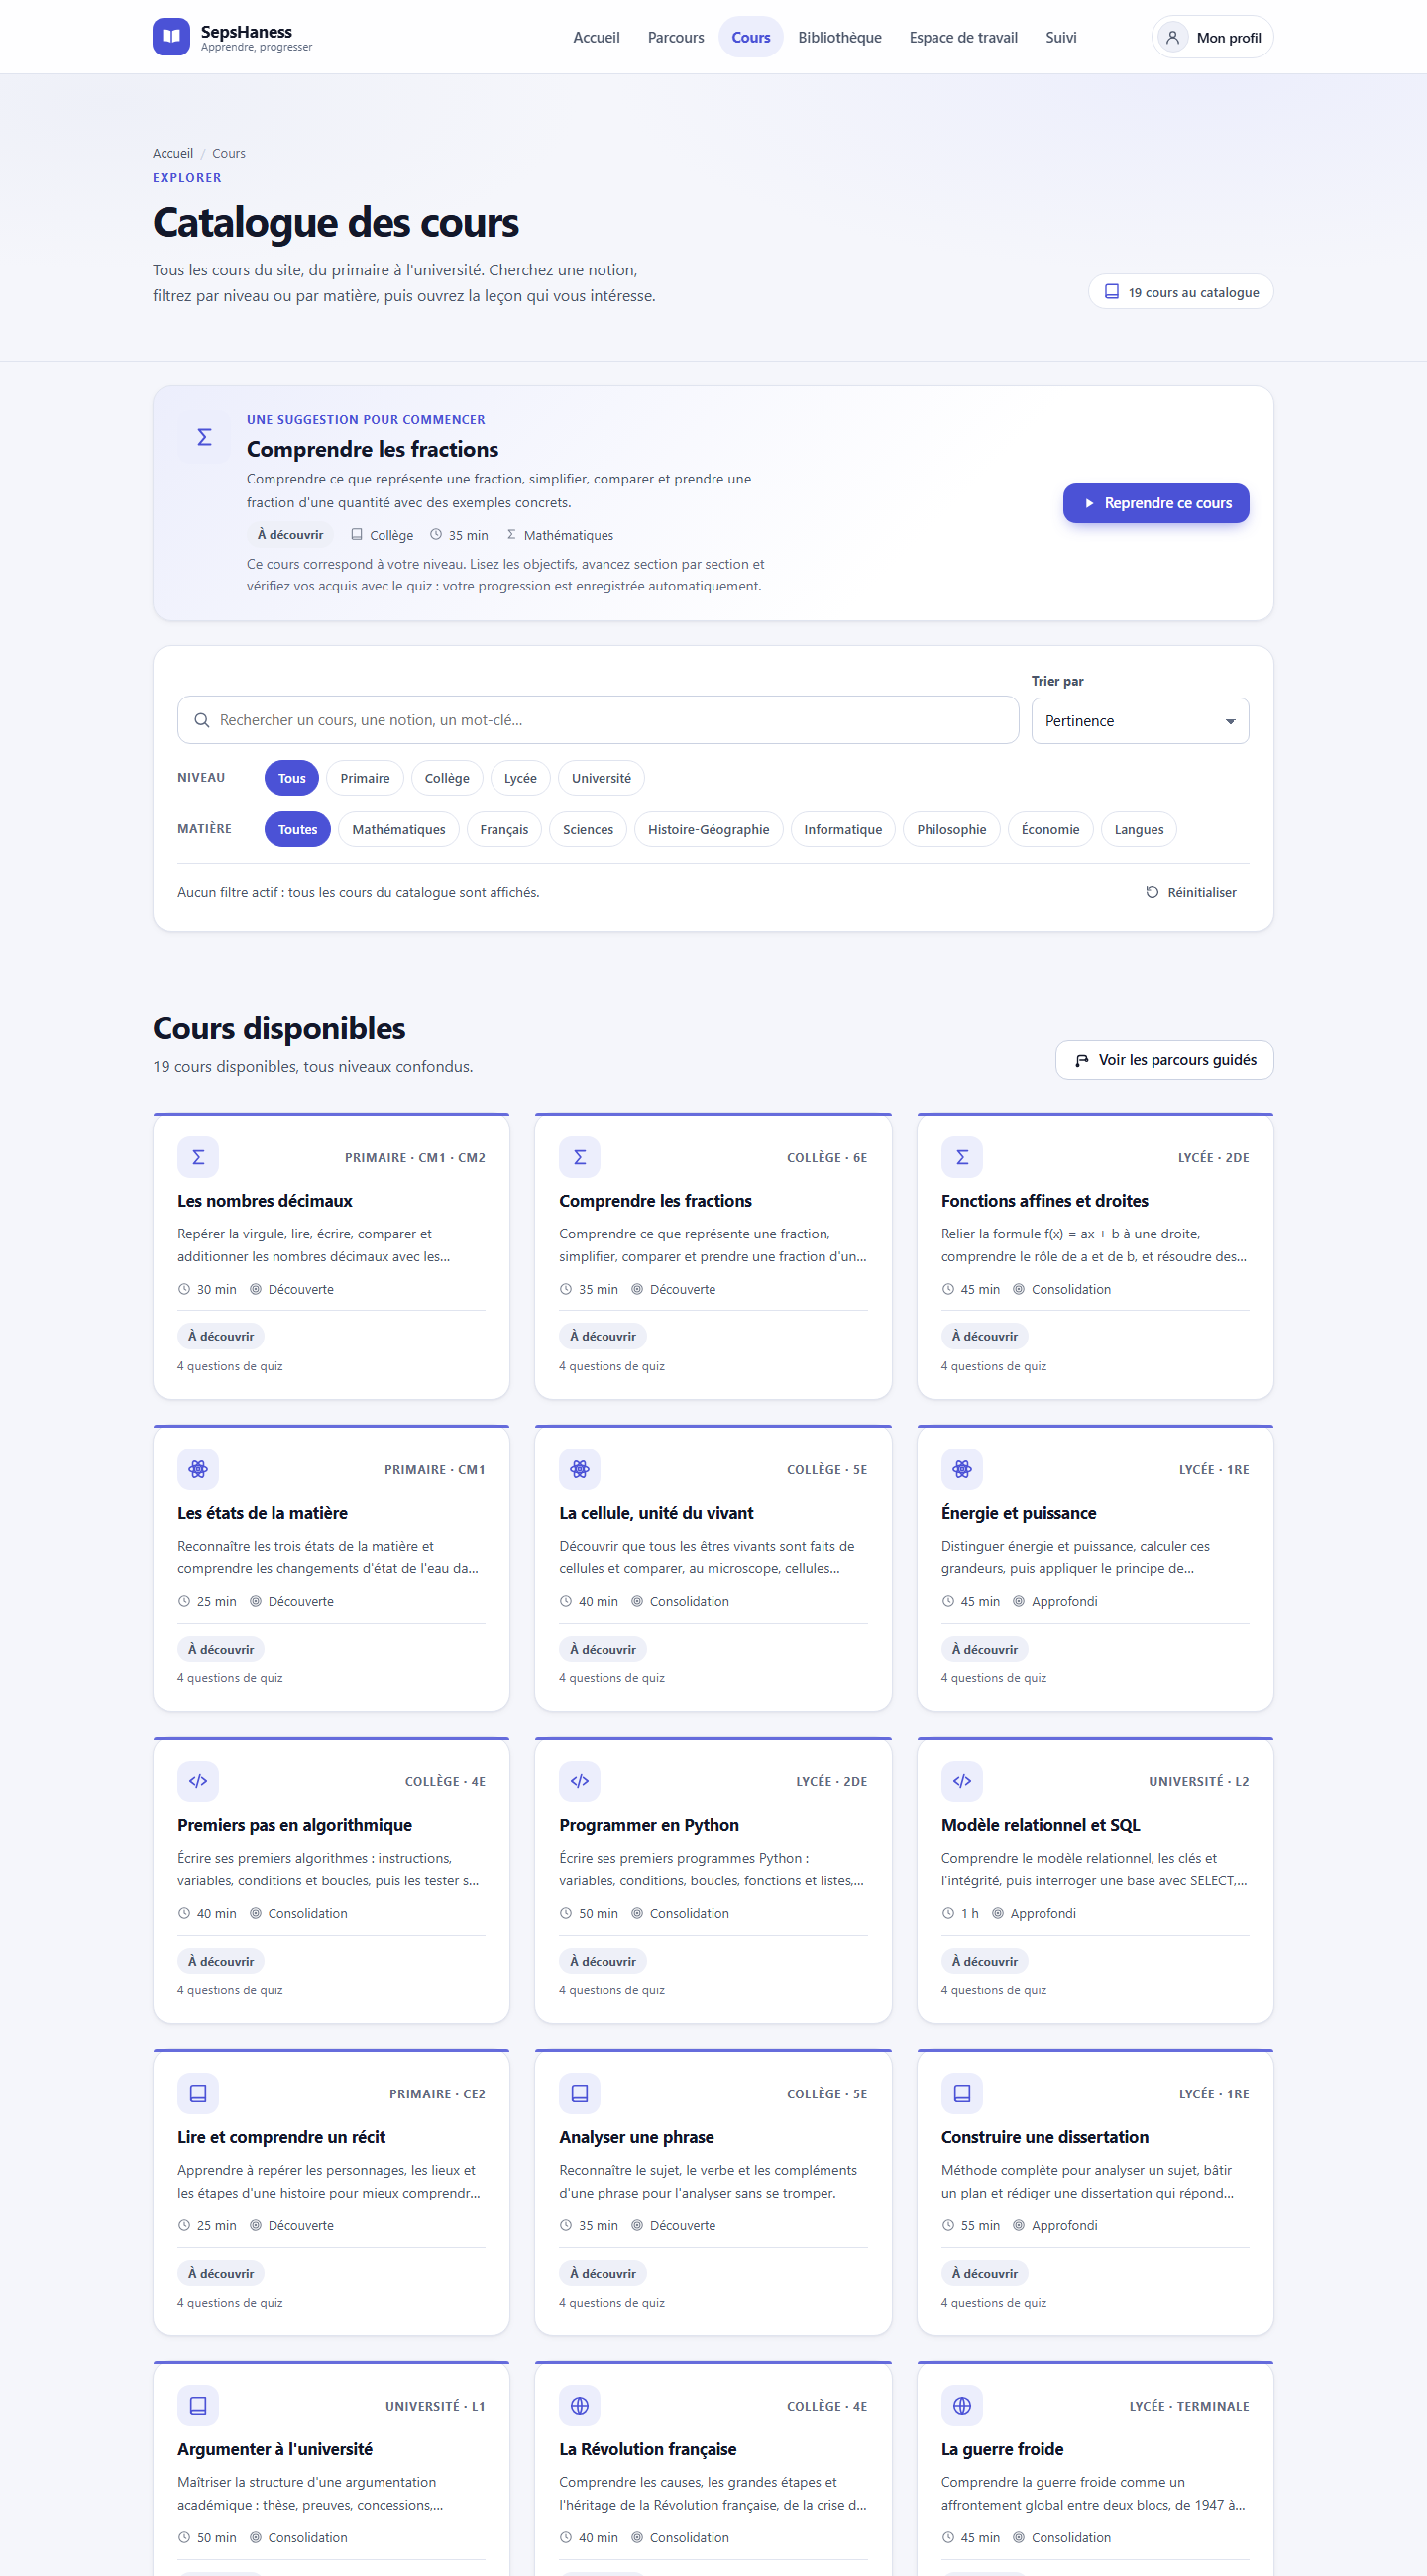 SepsHaness
Apprendre, progresser
Accueil
Parcours
Cours
Bibliothèque
Espace de travail
Suivi
Mon profil
Accueil / Cours
EXPLORER
Catalogue des cours
Tous les cours du site, du primaire à l'université. Cherchez une notion,
filtrez par niveau ou par matière, puis ouvrez la leçon qui vous intéresse.
19 cours au catalogue
UNE SUGGESTION POUR COMMENCER
Comprendre les fractions
Comprendre ce que représente une fraction, simplifier, comparer et prendre une
fraction d'une quantité avec des exemples concrets.
À découvrir
Collège
35 min
Mathématiques
Ce cours correspond à votre niveau. Lisez les objectifs, avancez section par section et
vérifiez vos acquis avec le quiz : votre progression est enregistrée automatiquement.
Reprendre ce cours
Trier par
Rechercher un cours, une notion, un mot-clé...
Pertinence
NIVEAU
Tous
Primaire
Collège
Lycée
Université
MATIÈRE
Toutes
Mathématiques
Français
Sciences
Histoire-Géographie
Informatique
Philosophie
Économie
Langues
Aucun filtre actif : tous les cours du catalogue sont affichés.
Réinitialiser
Cours disponibles
19 cours disponibles, tous niveaux confondus.
Voir les parcours guidés
PRIMAIRE · CM1 · CM2
Les nombres décimaux
Repérer la virgule, lire, écrire, comparer et
additionner les nombres décimaux avec les...
30 min
Découverte
À découvrir
4 questions de quiz
COLLÈGE · 6E
Comprendre les fractions
Comprendre ce que représente une fraction,
simplifier, comparer et prendre une fraction d'un...
35 min
Découverte
À découvrir
4 questions de quiz
LYCÉE · 2DE
Fonctions affines et droites
Relier la formule f(x) = ax + b à une droite,
comprendre le rôle de a et de b, et résoudre des...
45 min
Consolidation
À découvrir
4 questions de quiz
PRIMAIRE · CM1
Les états de la matière
Reconnaître les trois états de la matière et
comprendre les changements d'état de l'eau da...
25 min
Découverte
À découvrir
4 questions de quiz
COLLÈGE · 5E
La cellule, unité du vivant
Découvrir que tous les êtres vivants sont faits de
cellules et comparer, au microscope, cellules...
40 min
Consolidation
À découvrir
4 questions de quiz
LYCÉE · 1RE
Énergie et puissance
Distinguer énergie et puissance, calculer ces
grandeurs, puis appliquer le principe de...
45 min
Approfondi
À découvrir
4 questions de quiz
COLLÈGE · 4E
Premiers pas en algorithmique
Écrire ses premiers algorithmes : instructions,
variables, conditions et boucles, puis les tester s...
40 min
Consolidation
À découvrir
4 questions de quiz
LYCÉE · 2DE
Programmer en Python
Écrire ses premiers programmes Python :
variables, conditions, boucles, fonctions et listes,...
50 min
Consolidation
À découvrir
4 questions de quiz
UNIVERSITÉ · L2
Modèle relationnel et SQL
Comprendre le modèle relationnel, les clés et
l'intégrité, puis interroger une base avec SELECT,...
1 h
Approfondi
À découvrir
4 questions de quiz
PRIMAIRE · CE2
Lire et comprendre un récit
Apprendre à repérer les personnages, les lieux et
les étapes d'une histoire pour mieux comprendr...
25 min
Découverte
À découvrir
4 questions de quiz
COLLÈGE · 5E
Analyser une phrase
Reconnaître le sujet, le verbe et les compléments
d'une phrase pour l'analyser sans se tromper.
35 min
Découverte
À découvrir
4 questions de quiz
LYCÉE · 1RE
Construire une dissertation
Méthode complète pour analyser un sujet, bâtir
un plan et rédiger une dissertation qui répond...
55 min
Approfondi
À découvrir
4 questions de quiz
UNIVERSITÉ · L1
Argumenter à l'université
Maîtriser la structure d'une argumentation
académique : thèse, preuves, concessions,...
50 min
Consolidation
COLLÈGE · 4E
La Révolution française
Comprendre les causes, les grandes étapes et
l'héritage de la Révolution française, de la crise d...
40 min
Consolidation
LYCÉE · TERMINALE
La guerre froide
Comprendre la guerre froide comme un
affrontement global entre deux blocs, de 1947 à...
45 min
Consolidation